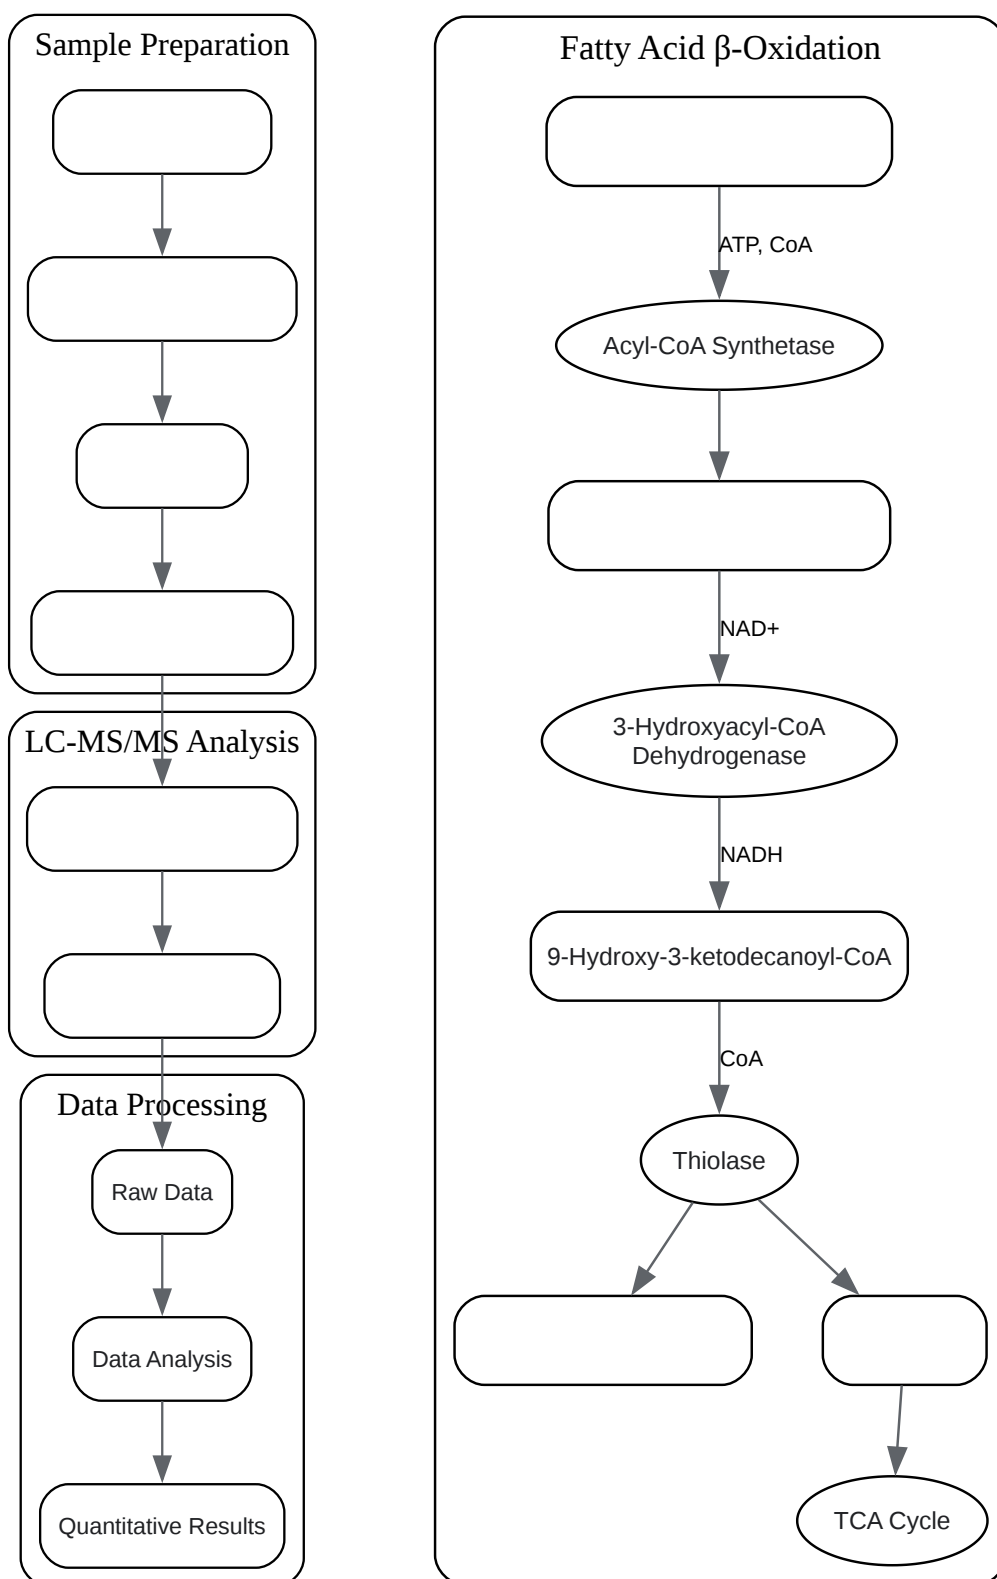 Sample Preparation
LC-MS/MS Analysis
Data Processing
Raw Data
Data Analysis
Quantitative Results
Fatty Acid β-Oxidation
ATP, CoA
Acyl-CoA Synthetase
NAD+
3-Hydroxyacyl-CoA
Dehydrogenase
NADH
9-Hydroxy-3-ketodecanoyl-CoA
CoA
Thiolase
TCA Cycle